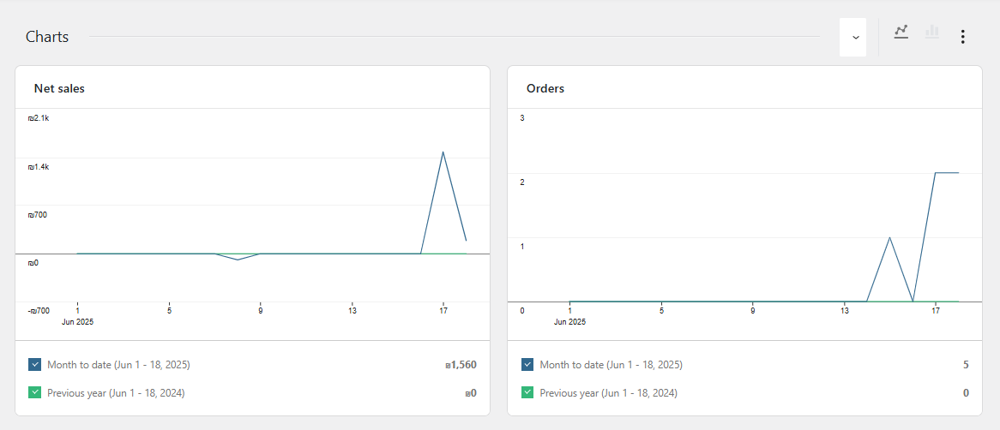 Charts
Net sales
₪2.1k
₪1.4k
₪700
₪0
-₪700
1 5 9 13 17
Jun 2025
Month to date (Jun 1 - 18, 2025) ₪1,560
Previous year (Jun 1 - 18, 2024) ₪0
Orders
3
2
1
0
1 5 9 13 17
Jun 2025
Month to date (Jun 1 - 18, 2025) 5
Previous year (Jun 1 - 18, 2024) 0